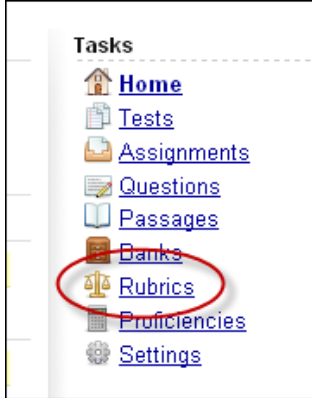 Tasks
Home
Tests
Assignments
Questions
Passages
Banks
Rubrics
Proficiencies
Settings